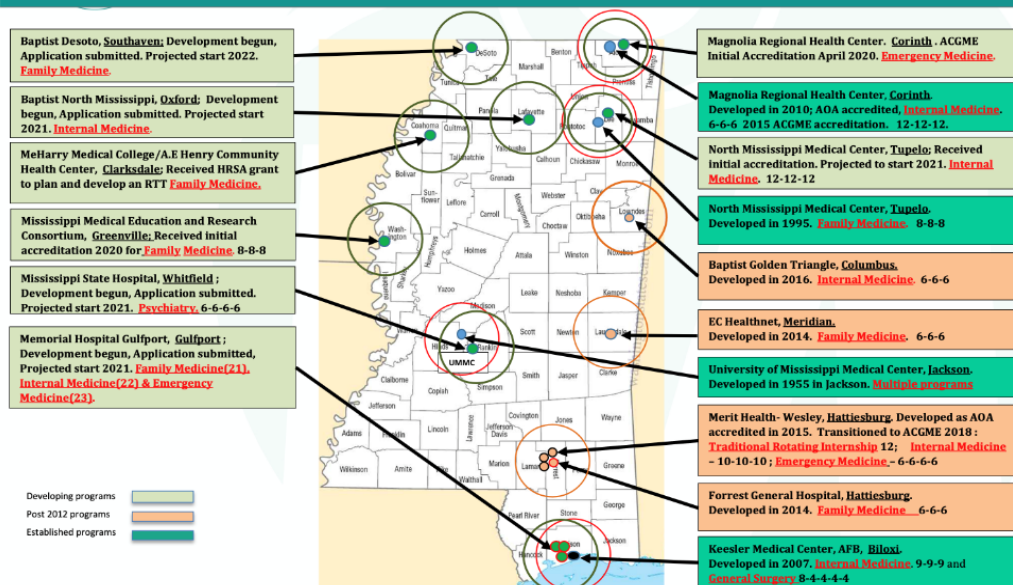 Baptist Desoto, Southaven; Development begun,
Application submitted. Projected start 2022.
Family Medicine.
Baptist North Mississippi, Oxford; Development
begun, Application submitted. Projected start
2021. Internal Medicine.
MeHarry Medical College/A.E Henry Community
Health Center, Clarksdale; Received HRSA grant
to plan and develop an RTT Family Medicine.
Mississippi Medical Education and Research
Consortium, Greenville; Received initial
accreditation 2020 for Family Medicine. 8-8-8
Mississippi State Hospital, Whitfield ;
Development begun, Application submitted.
Projected start 2021. Psychiatry. 6-6-6-6
Memorial Hospital Gulfport, Gulfport ;
Development begun, Application submitted,
Projected start 2021. Family Medicine(21),
Internal Medicine(22) & Emergency
Medicine(23).
Developing programs
Post 2012 programs
Established programs
DeSoto
Benton
Marshall
Tunica
Tate
Tishomingo
Prentiss
Union
Panola
Lafayette
Pontotoc
Lee
Coahoma
Quitman
Yalobusha
Tallahatchie
Calhoun
Chickasaw
Monroe
Bolivar
Grenada
Sun-
flower
Leflore
Carroll
Montgomery
Webster
Clay
Oktibbeha
Lowndes
Choctaw
Wash-
ington
Humphreys
Holmes
Attala
Winston
Noxubee
Sharkey
Issaquena
Yazoo
Leake
Neshoba
Kemper
Madison
Warren
Hinds
Rankin
Scott
Newton
Lauderdale
UMMC
Smith
Jasper
Clarke
Claiborne
Copiah
Simpson
Jefferson
Covington
Jones
Wayne
Adams
Franklin
Lincoln
Lawrence
Jefferson
Davis
Wilkinson
Amite
Pike
Walthall
Marion
Lamar
Forrest
Perry
Greene
George
Pearl River
Stone
Hancock
Harrison
Jackson
Magnolia Regional Health Center. Corinth . ACGME
Initial Accreditation April 2020. Emergency Medicine.
Magnolia Regional Health Center, Corinth.
Developed in 2010; AOA accredited, Internal Medicine.
6-6-6 2015 ACGME accreditation. 12-12-12.
North Mississippi Medical Center, Tupelo; Received
initial accreditation. Projected to start 2021. Internal
Medicine. 12-12-12
North Mississippi Medical Center, Tupelo.
Developed in 1995. Family Medicine. 8-8-8
Baptist Golden Triangle, Columbus.
Developed in 2016. Internal Medicine. 6-6-6
EC Healthnet, Meridian.
Developed in 2014. Family Medicine. 6-6-6
University of Mississippi Medical Center, Jackson.
Developed in 1955 in Jackson. Multiple programs
Merit Health- Wesley, Hattiesburg. Developed as AOA
accredited in 2015. Transitioned to ACGME 2018 :
Traditional Rotating Internship 12; Internal Medicine
– 10-10-10 ; Emergency Medicine – 6-6-6-6
Forrest General Hospital, Hattiesburg.
Developed in 2014. Family Medicine 6-6-6
Keesler Medical Center, AFB, Biloxi.
Developed in 2007. Internal Medicine. 9-9-9 and
General Surgery 8-4-4-4-4